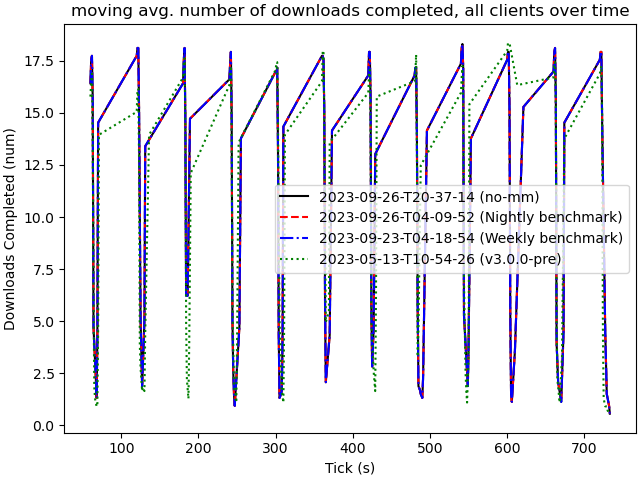 moving avg. number of downloads completed, all clients over time
Downloads Completed (num)
17.5
15.0
12.5
10.0
7.5
5.0
2.5
0.0
2023-09-26-T20-37-14 (no-mm)
2023-09-26-T04-09-52 (Nightly benchmark)
2023-09-23-T04-18-54 (Weekly benchmark)
2023-05-13-T10-54-26 (v3.0.0-pre)
100 200 300 400 500 600 700
Tick (s)